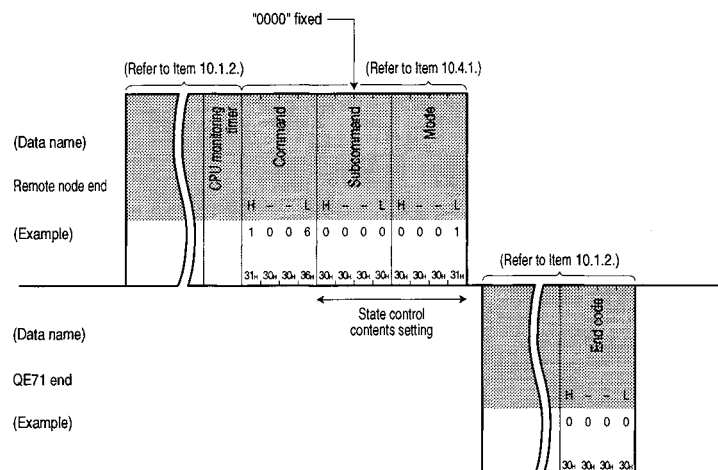 "0000" fixed
(Refer to Item 10.1.2.)
(Refer to Item 10.4.1.)
(Data name)
CPU monitoring timer
Command
Subcommand
Mode
Remote node end
H - - L H - - L H - - L
(Example)
1 0 0 6 0 0 0 0 0 0 0 1
31H 30H 30H 36H 30H 30H 30H 30H 30H 30H 30H 31H
State control
contents setting
(Refer to Item 10.1.2.)
(Data name)
End code
QE71 end
H - - L
(Example)
0 0 0 0
30H 30H 30H 30H